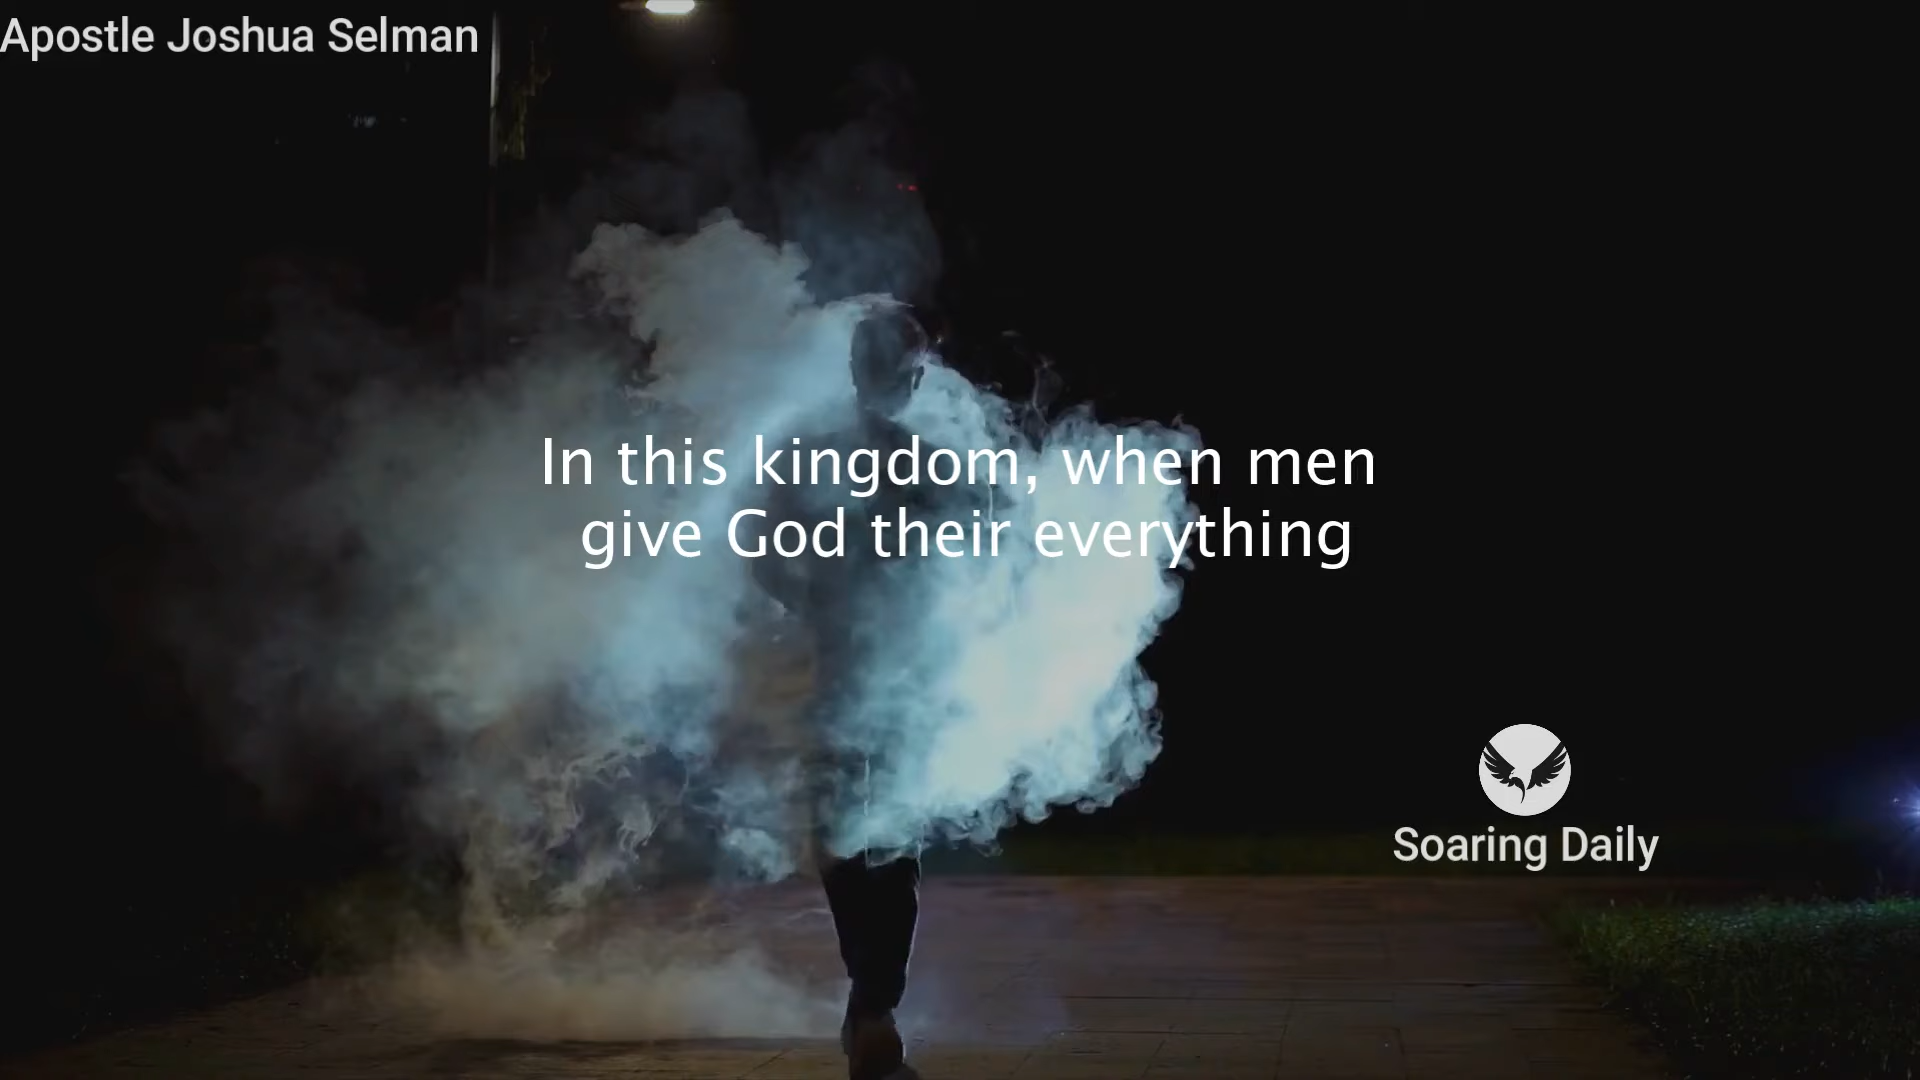 Apostle Joshua Selman
In this kingdom, when men
give God their everything
Soaring Daily